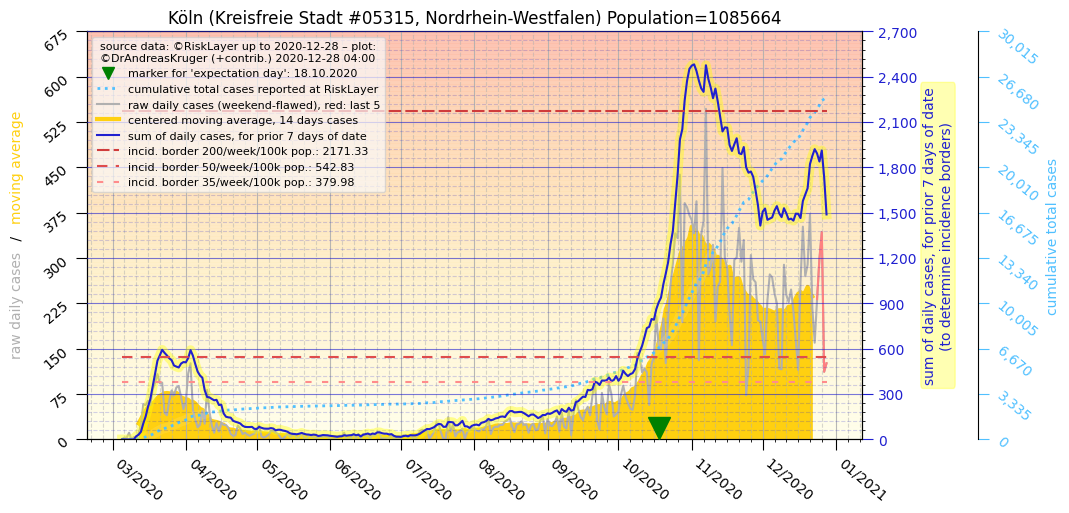 Köln (Kreisfreie Stadt #05315, Nordrhein-Westfalen) Population=1085664
source data: ©RiskLayer up to 2020-12-28 – plot:
©DrAndreasKruger (+contrib.) 2020-12-28 04:00
marker for 'expectation day': 18.10.2020
cumulative total cases reported at RiskLayer
raw daily cases (weekend-flawed), red: last 5
centered moving average, 14 days cases
sum of daily cases, for prior 7 days of date
incid. border 200/week/100k pop.: 2171.33
incid. border 50/week/100k pop.: 542.83
incid. border 35/week/100k pop.: 379.98
raw daily cases / moving average
675
600
525
450
375
300
225
150
75
0
03/2020
04/2020
05/2020
06/2020
07/2020
08/2020
09/2020
10/2020
11/2020
12/2020
01/2021
2,700
2,400
2,100
1,800
1,500
1,200
900
600
300
0
sum of daily cases, for prior 7 days of date
(to determine incidence borders)
30,015
26,680
23,345
20,010
16,675
13,340
10,005
6,670
3,335
0
cumulative total cases